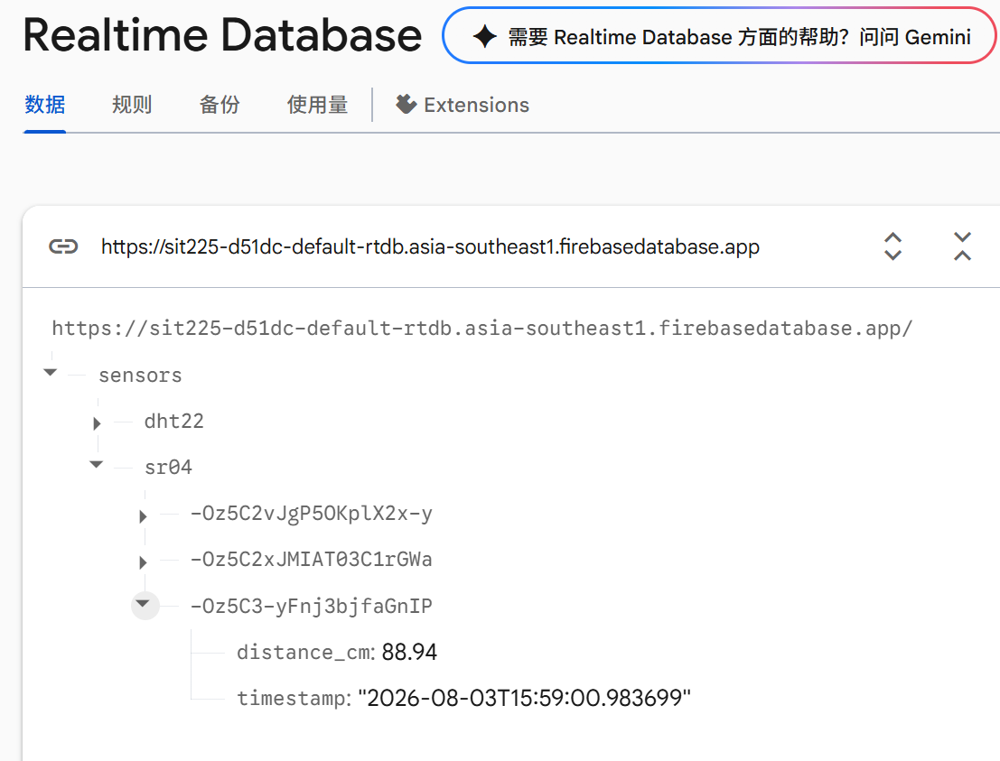 Realtime Database
需要 Realtime Database 方面的帮助？问问 Gemini
数据 规则 备份 使用量 Extensions
https://sit225-d51dc-default-rtdb.asia-southeast1.firebasedatabase.app
https://sit225-d51dc-default-rtdb.asia-southeast1.firebasedatabase.app/
sensors
dht22
sr04
-Oz5C2vJgP5OKplX2x-y
-Oz5C2xJMIAT03C1rGWa
-Oz5C3-yFnj3bjfaGnIP
distance_cm: 88.94
timestamp: "2026-08-03T15:59:00.983699"